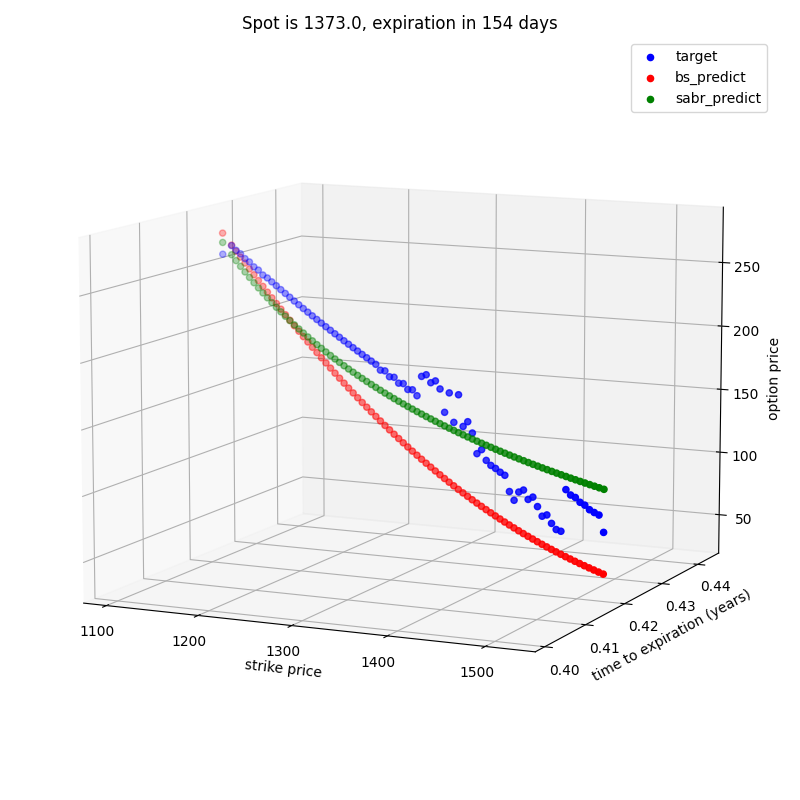 Spot is 1373.0, expiration in 154 days
target
bs_predict
sabr_predict
250
200
150
100
50
option price
0.44
0.43
0.42
0.41
0.40
time to expiration (years)
1100
1200
1300
1400
1500
strike price